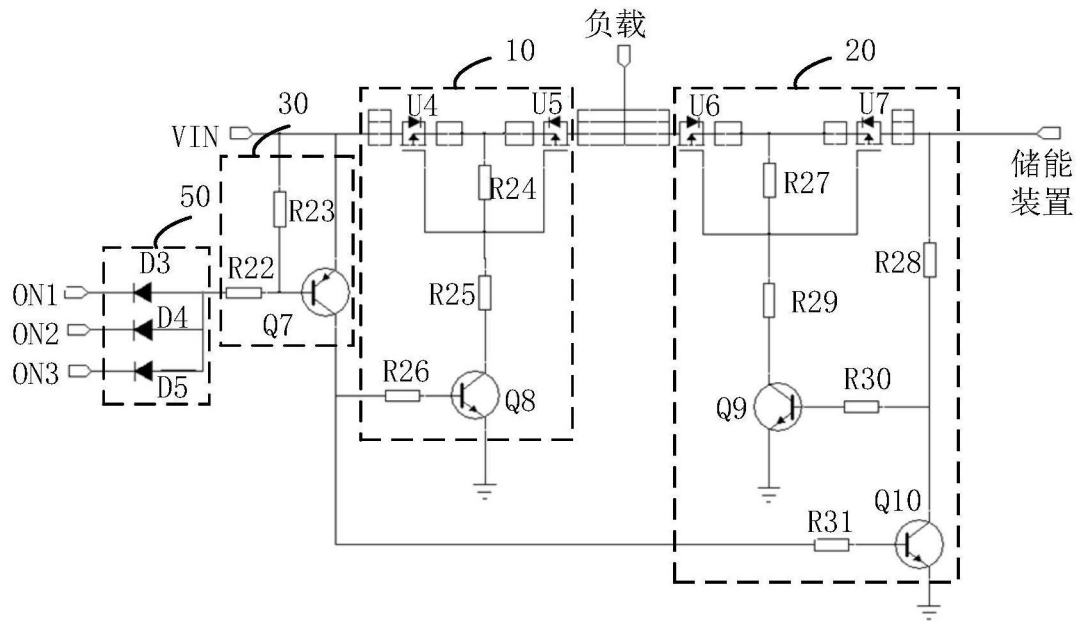 负载
10
20
U4
U5
U6
U7
VIN
30
储能
装置
R23
R24
R27
50
D3
R22
R28
ON1
Q7
R25
R29
ON2
D4
ON3
D5
R26
Q8
Q9
R30
Q10
R31